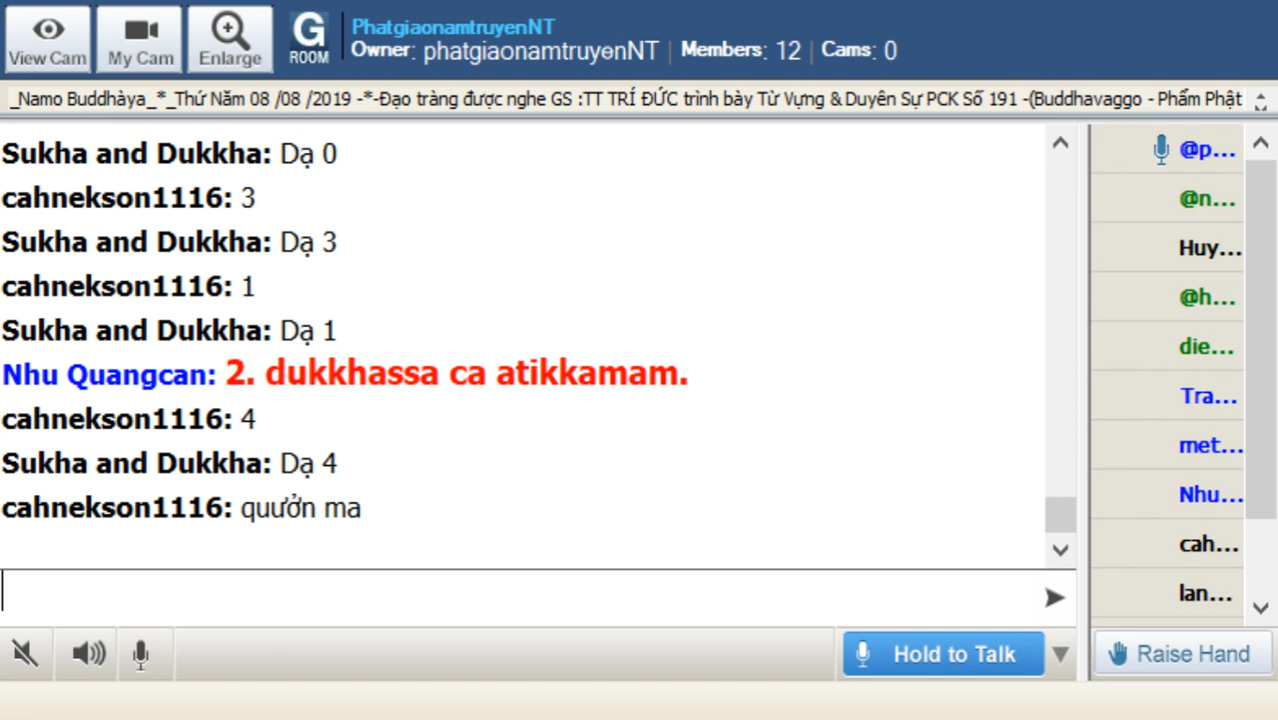 PhatgiaonamtruyenNT
View Cam
My Cam
Enlarge
G ROOM
Owner: phatgiaonamtruyenNT | Members: 12 | Cams: 0
_Namo Buddhàya_*_Thứ Năm 08 /08 /2019 -*-Đạo tràng được nghe GS :TT TRÍ ĐỨC trình bày Từ Vựng & Duyên Sự PCK Số 191 -(Buddhavaggo - Phẩm Phật
Sukha and Dukkha: Dạ 0
cahnekson1116: 3
Sukha and Dukkha: Dạ 3
cahnekson1116: 1
Sukha and Dukkha: Dạ 1
Nhu Quangcan: 2. dukkhassa ca atikkamam.
cahnekson1116: 4
Sukha and Dukkha: Dạ 4
cahnekson1116: quưởn ma
@p...
@n...
Huy...
@h...
die...
Tra...
met...
Nhu...
cah...
lan...
Hold to Talk
Raise Hand